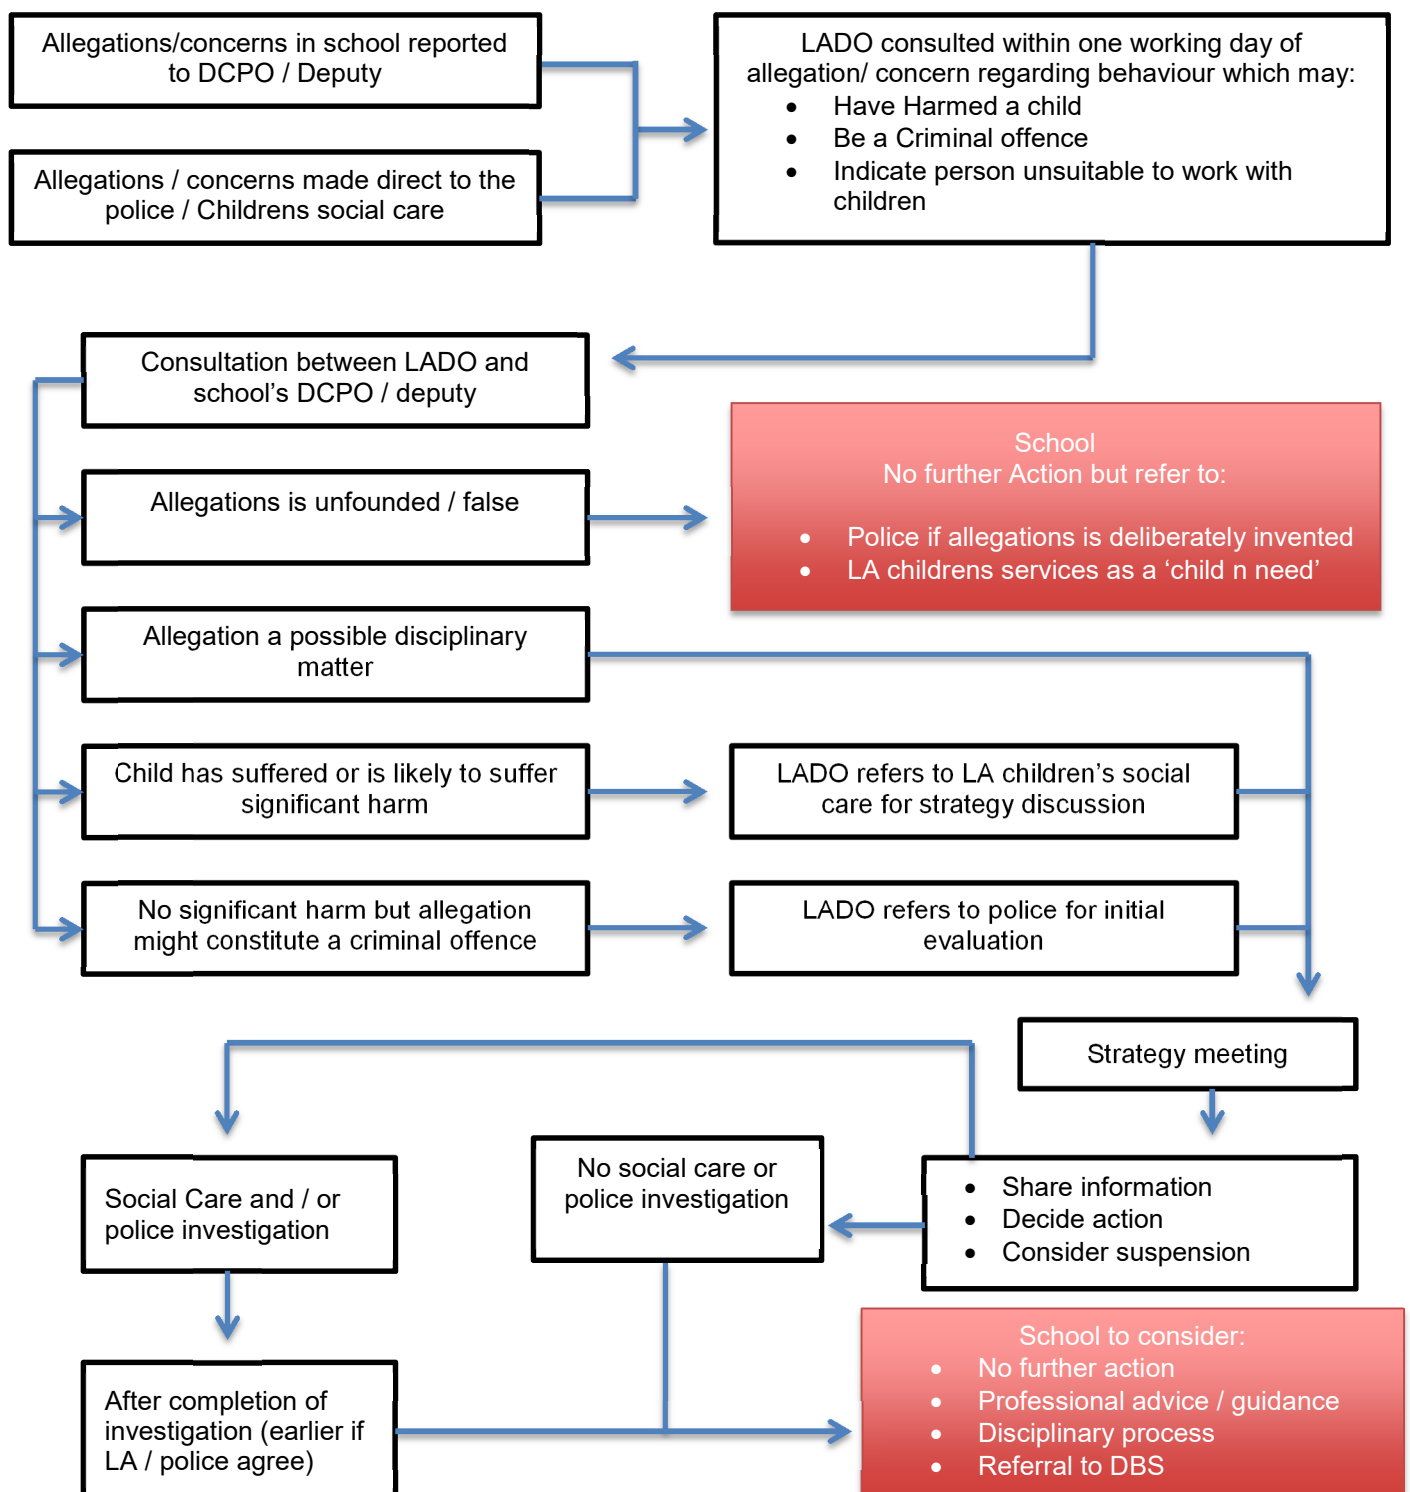 Allegations/concerns in school reported
to DCPO / Deputy
LADO consulted within one working day of
allegation/ concern regarding behaviour which may:
• Have Harmed a child
• Be a Criminal offence
• Indicate person unsuitable to work with
children
Allegations / concerns made direct to the
police / Childrens social care
Consultation between LADO and
school’s DCPO / deputy
Allegations is unfounded / false
School
No further Action but refer to:
• Police if allegations is deliberately invented
• LA childrens services as a ‘child n need’
Allegation a possible disciplinary
matter
Child has suffered or is likely to suffer
significant harm
LADO refers to LA children’s social
care for strategy discussion
No significant harm but allegation
might constitute a criminal offence
LADO refers to police for initial
evaluation
Strategy meeting
• Share information
• Decide action
• Consider suspension
No social care or
police investigation
Social Care and / or
police investigation
After completion of
investigation (earlier if
LA / police agree)
School to consider:
• No further action
• Professional advice / guidance
• Disciplinary process
• Referral to DBS